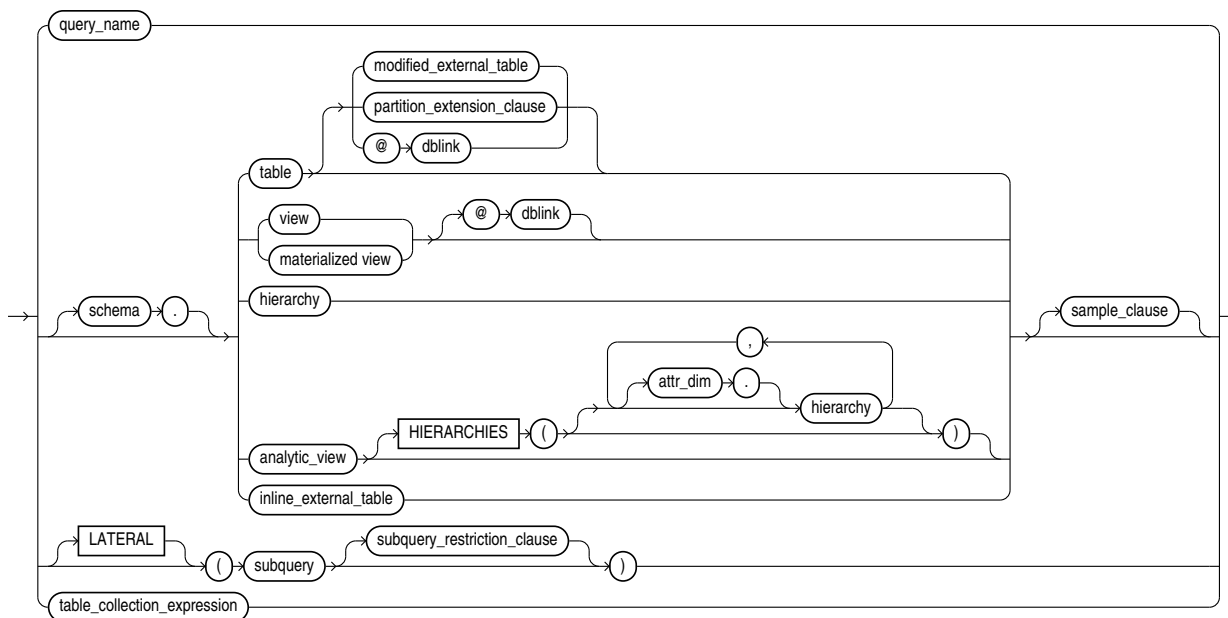 query_name
modified_external_table
partition_extension_clause
@ dblink
table
view
@ dblink
materialized view
hierarchy
schema .
sample_clause
,
attr_dim .
hierarchy
HIERARCHIES ( )
analytic_view
inline_external_table
LATERAL
subquery_restriction_clause
( subquery )
table_collection_expression